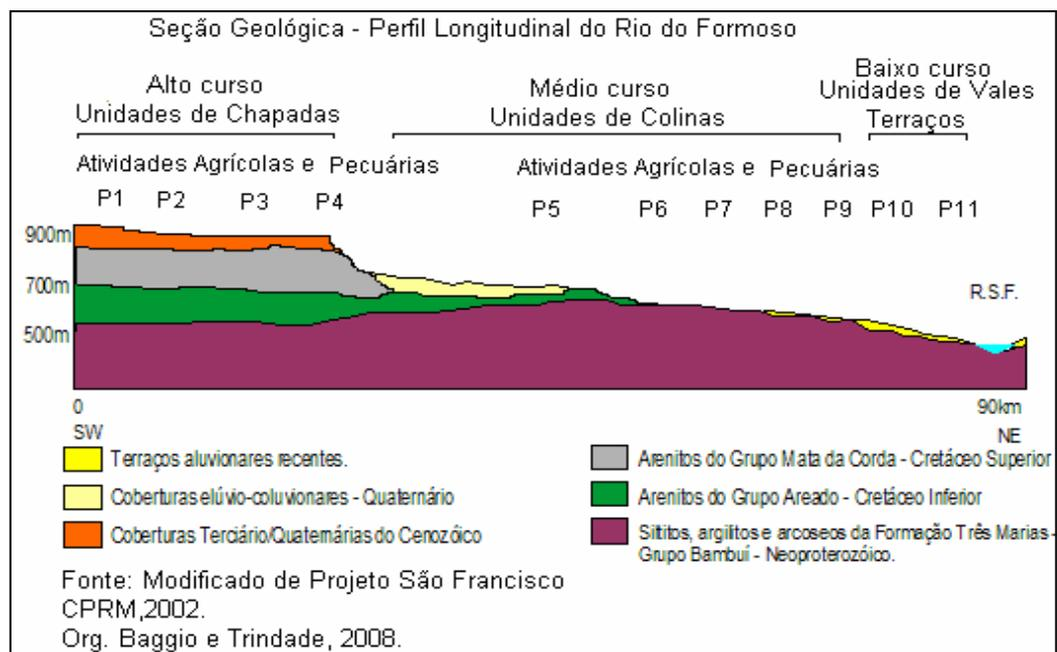 Seção Geológica - Perfil Longitudinal do Rio do Formoso
Alto curso
Unidades de Chapadas
Médio curso
Unidades de Colinas
Baixo curso
Unidades de Vales
Terraços
Atividades Agrícolas e Pecuárias
Atividades Agrícolas e Pecuárias
P1 P2 P3 P4 P5 P6 P7 P8 P9 P10 P11
900m
700m
500m
R.S.F.
0
SW
90km
NE
Terraços aluvionares recentes.
Coberturas elúvio-coluvionares - Quaternário
Coberturas Terciário/Quaternárias do Cenozóico
Arenitos do Grupo Mata da Corda - Cretáceo Superior
Arenitos do Grupo Areado - Cretáceo Inferior
Siltitos, argilitos e arcoseos da Formação Três Marias -
Grupo Bambuí - Neoproterozóico.
Fonte: Modificado de Projeto São Francisco
CPRM,2002.
Org. Baggio e Trindade, 2008.